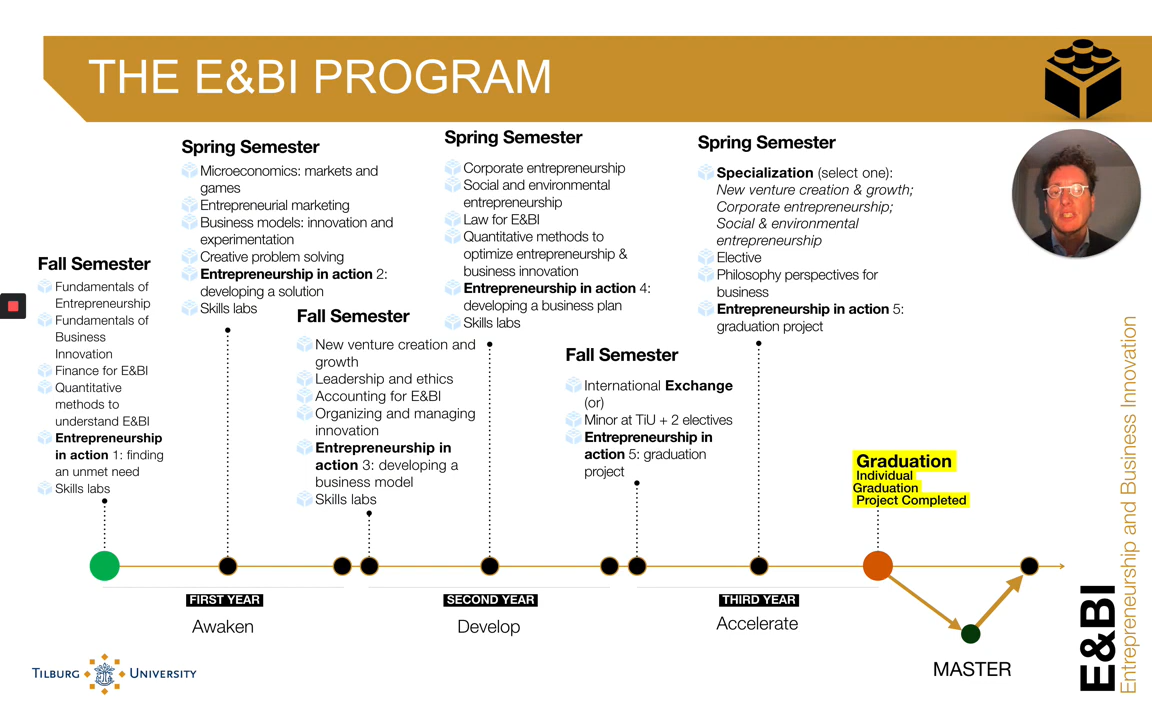 THE E&BI PROGRAM
Fall Semester
Fundamentals of
Entrepreneurship
Fundamentals of
Business
Innovation
Finance for E&BI
Quantitative
methods to
understand E&BI
Entrepreneurship
in action 1: finding
an unmet need
Skills labs
Spring Semester
Microeconomics: markets and
games
Entrepreneurial marketing
Business models: innovation and
experimentation
Creative problem solving
Entrepreneurship in action 2:
developing a solution
Skills labs
Fall Semester
New venture creation and
growth
Leadership and ethics
Accounting for E&BI
Organizing and managing
innovation
Entrepreneurship in
action 3: developing a
business model
Skills labs
Spring Semester
Corporate entrepreneurship
Social and environmental
entrepreneurship
Law for E&BI
Quantitative methods to
optimize entrepreneurship &
business innovation
Entrepreneurship in action 4:
developing a business plan
Skills labs
Fall Semester
International Exchange
(or)
Minor at TiU + 2 electives
Entrepreneurship in
action 5: graduation
project
Spring Semester
Specialization (select one):
New venture creation & growth;
Corporate entrepreneurship;
Social & environmental
entrepreneurship
Elective
Philosophy perspectives for
business
Entrepreneurship in action 5:
graduation project
Graduation
Individual
Graduation
Project Completed
FIRST YEAR
Awaken
SECOND YEAR
Develop
THIRD YEAR
Accelerate
MASTER
TILBURG UNIVERSITY
E&BI
Entrepreneurship and Business Innovation